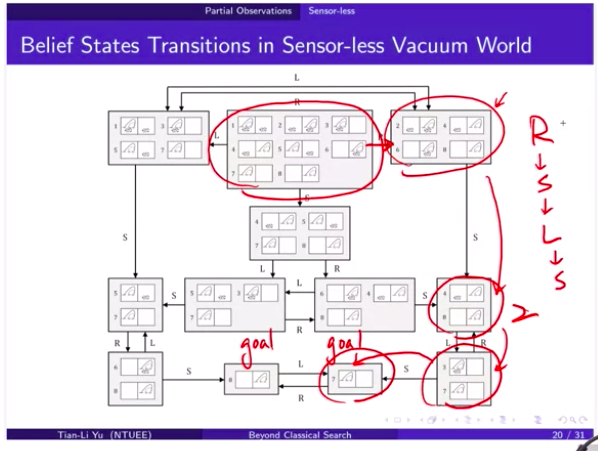 Partial Observations Sensor-less
Belief States Transitions in Sensor-less Vacuum World
L
R
1 3
5 7
L
1 2 3
4 5 6
7 8
2 4
6 8
R
S
L
S
S
4 5
7 8
S
S
L R
5
7
S
3
7
L
R
6 4
8
S
4
8
2
R L
goal
goal
L R
6
8
S
8
L
R
7
S
3
7
Tian-Li Yu (NTUEE) Beyond Classical Search 20 / 31